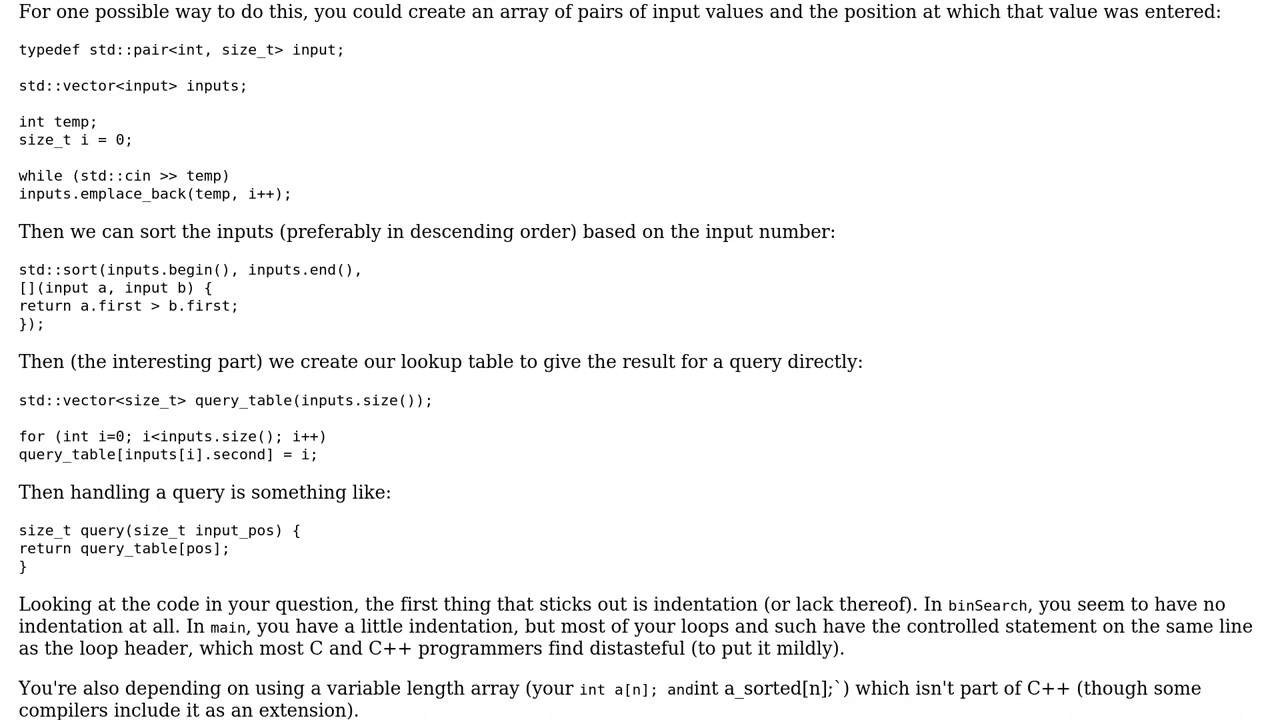 For one possible way to do this, you could create an array of pairs of input values and the position at which that value was entered:
typedef std::pair<int, size_t> input;
std::vector<input> inputs;
int temp;
size_t i = 0;
while (std::cin >> temp)
inputs.emplace_back(temp, i++);
Then we can sort the inputs (preferably in descending order) based on the input number:
std::sort(inputs.begin(), inputs.end(),
[](input a, input b) {
return a.first > b.first;
});
Then (the interesting part) we create our lookup table to give the result for a query directly:
std::vector<size_t> query_table(inputs.size());
for (int i=0; i<inputs.size(); i++)
query_table[inputs[i].second] = i;
Then handling a query is something like:
size_t query(size_t input_pos) {
return query_table[pos];
}
Looking at the code in your question, the first thing that sticks out is indentation (or lack thereof). In binSearch, you seem to have no
indentation at all. In main, you have a little indentation, but most of your loops and such have the controlled statement on the same line
as the loop header, which most C and C++ programmers find distasteful (to put it mildly).
You're also depending on using a variable length array (your int a[n]; andint a_sorted[n];`) which isn't part of C++ (though some
compilers include it as an extension).